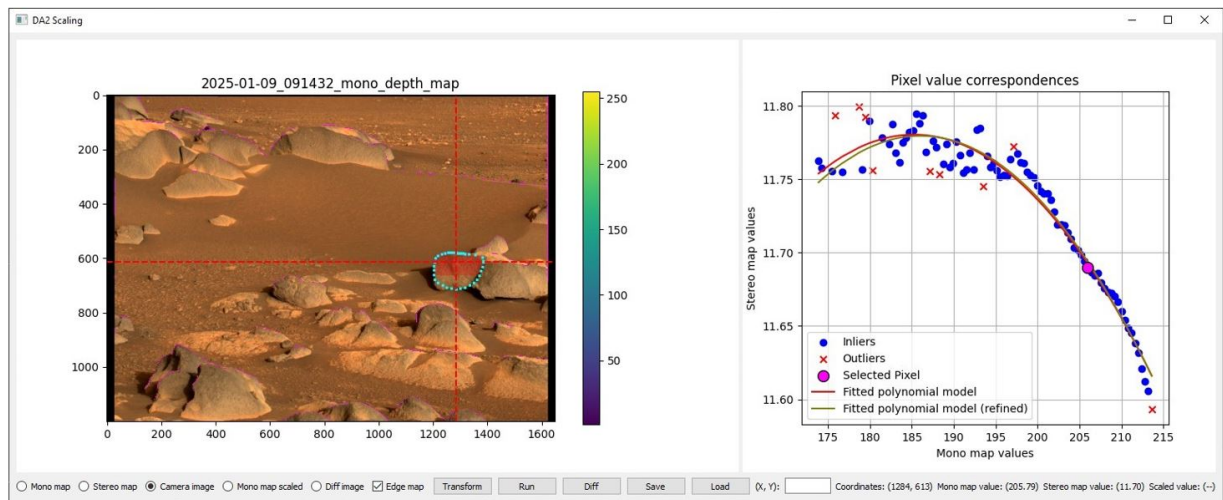 DA2 Scaling
2025-01-09_091432_mono_depth_map
0
200
400
600
800
1000
0 200 400 600 800 1000 1200 1400 1600
250
200
150
100
50
Pixel value correspondences
Stereo map values
11.80
11.75
11.70
11.65
11.60
Inliers
Outliers
Selected Pixel
Fitted polynomial model
Fitted polynomial model (refined)
175 180 185 190 195 200 205 210 215
Mono map values
Mono map Stereo map Camera image Mono map scaled Diff image Edge map Transform Run Diff Save Load (X, Y): Coordinates: (1284, 613) Mono map value: (205.79) Stereo map value: (11.70) Scaled value: (--)